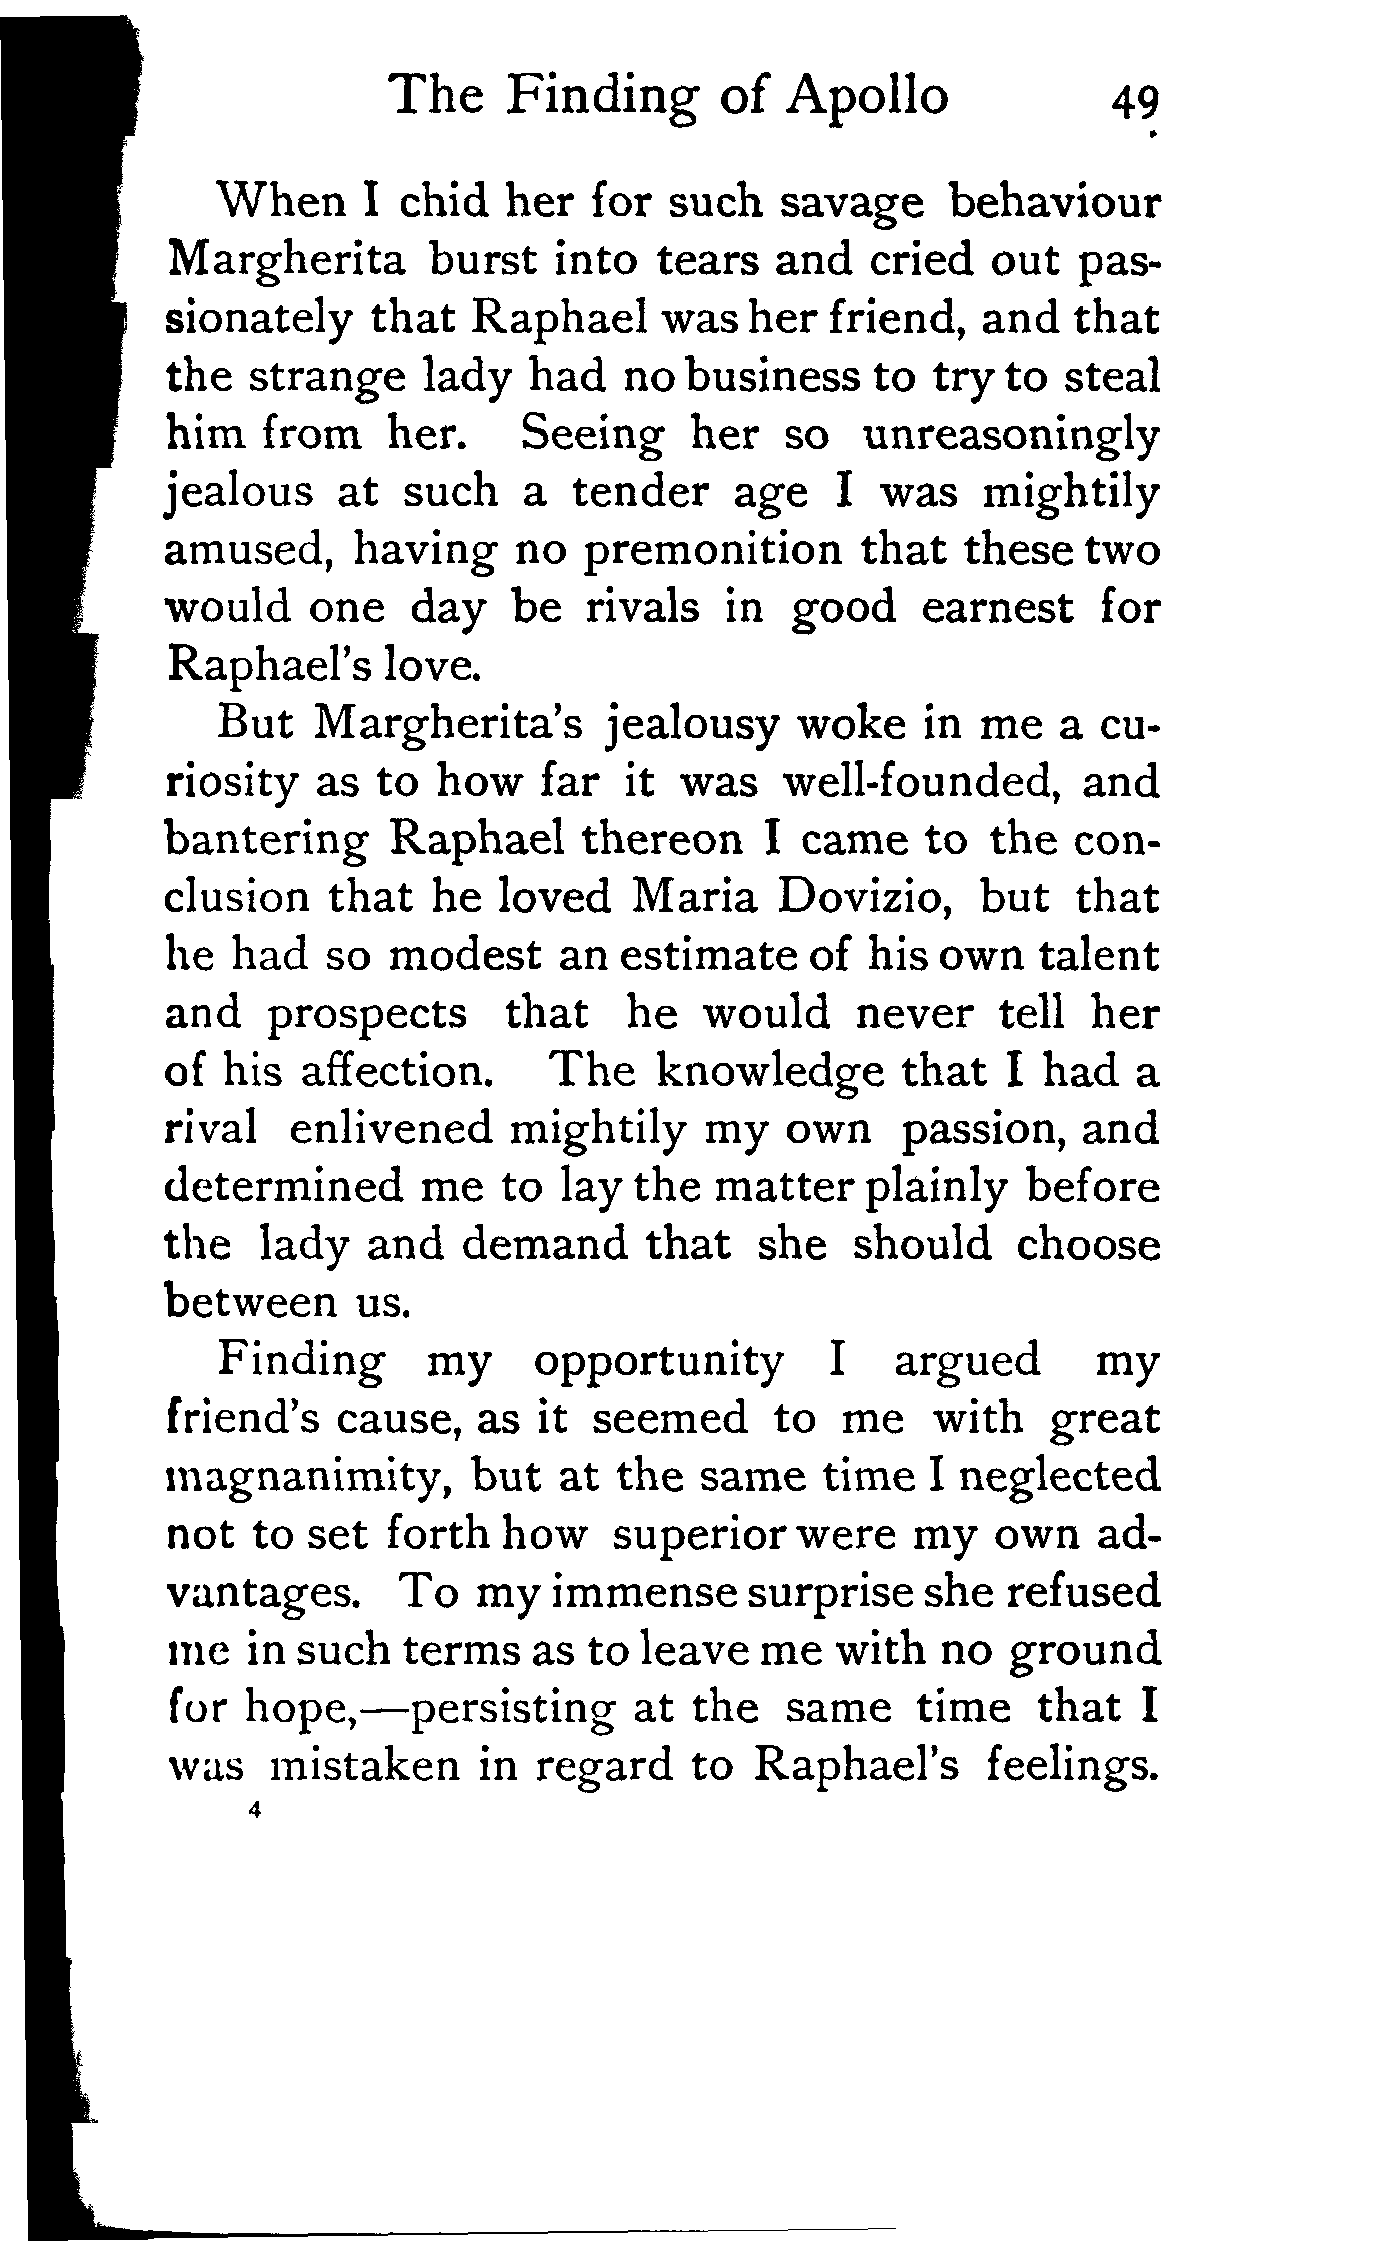 The Finding of Apollo 49
When I chid her for such savage behaviour
Margherita burst into tears and cried out pas-
sionately that Raphael was her friend, and that
the strange lady had no business to try to steal
him from her. Seeing her so unreasoningly
jealous at such a tender age I was mightily
amused, having no premonition that these two
would one day be rivals in good earnest for
Raphael's love.
But Margherita's jealousy woke in me a cu-
riosity as to how far it was well-founded, and
bantering Raphael thereon I came to the con-
clusion that he loved Maria Dovizio, but that
he had so modest an estimate of his own talent
and prospects that he would never tell her
of his affection. The knowledge that I had a
rival enlivened mightily my own passion, and
determined me to lay the matter plainly before
the lady and demand that she should choose
between us.
Finding my opportunity I argued my
friend's cause, as it seemed to me with great
magnanimity, but at the same time I neglected
not to set forth how superior were my own ad-
vantages. To my immense surprise she refused
me in such terms as to leave me with no ground
for hope,—persisting at the same time that I
was mistaken in regard to Raphael's feelings.
4